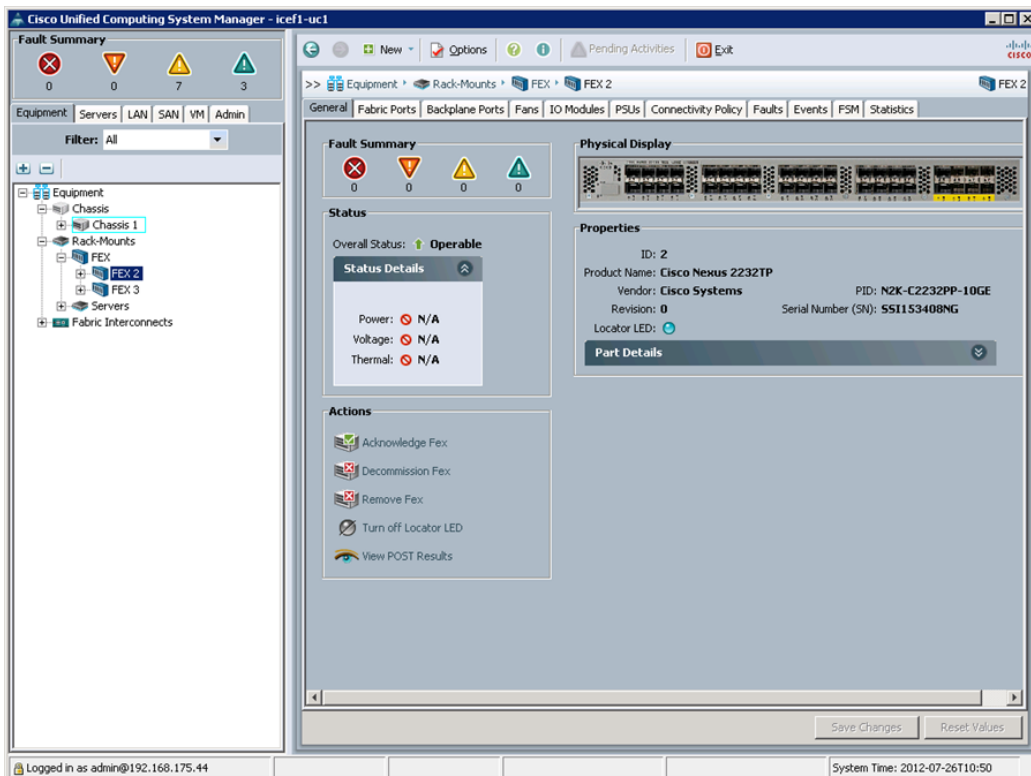 Cisco Unified Computing System Manager - icef1-uc1
Fault Summary
0 0 7 3
Equipment Servers LAN SAN VM Admin
Filter: All
Equipment
Chassis
Chassis 1
Rack-Mounts
FEX
FEX 2
FEX 3
Servers
Fabric Interconnects
New Options Pending Activities Exit
cisco
>> Equipment Rack-Mounts FEX FEX 2 FEX 2
General Fabric Ports Backplane Ports Fans IO Modules PSUs Connectivity Policy Faults Events FSM Statistics
Fault Summary
0 0 0 0
Status
Overall Status: Operable
Status Details
Power: N/A
Voltage: N/A
Thermal: N/A
Actions
Acknowledge Fex
Decommission Fex
Remove Fex
Turn off Locator LED
View POST Results
Physical Display
Properties
ID: 2
Product Name: Cisco Nexus 2232TP
Vendor: Cisco Systems PID: N2K-C2232PP-10GE
Revision: 0 Serial Number (SN): SSI153408NG
Locator LED:
Part Details
Save Changes Reset Values
Logged in as admin@192.168.175.44 System Time: 2012-07-26T10:50